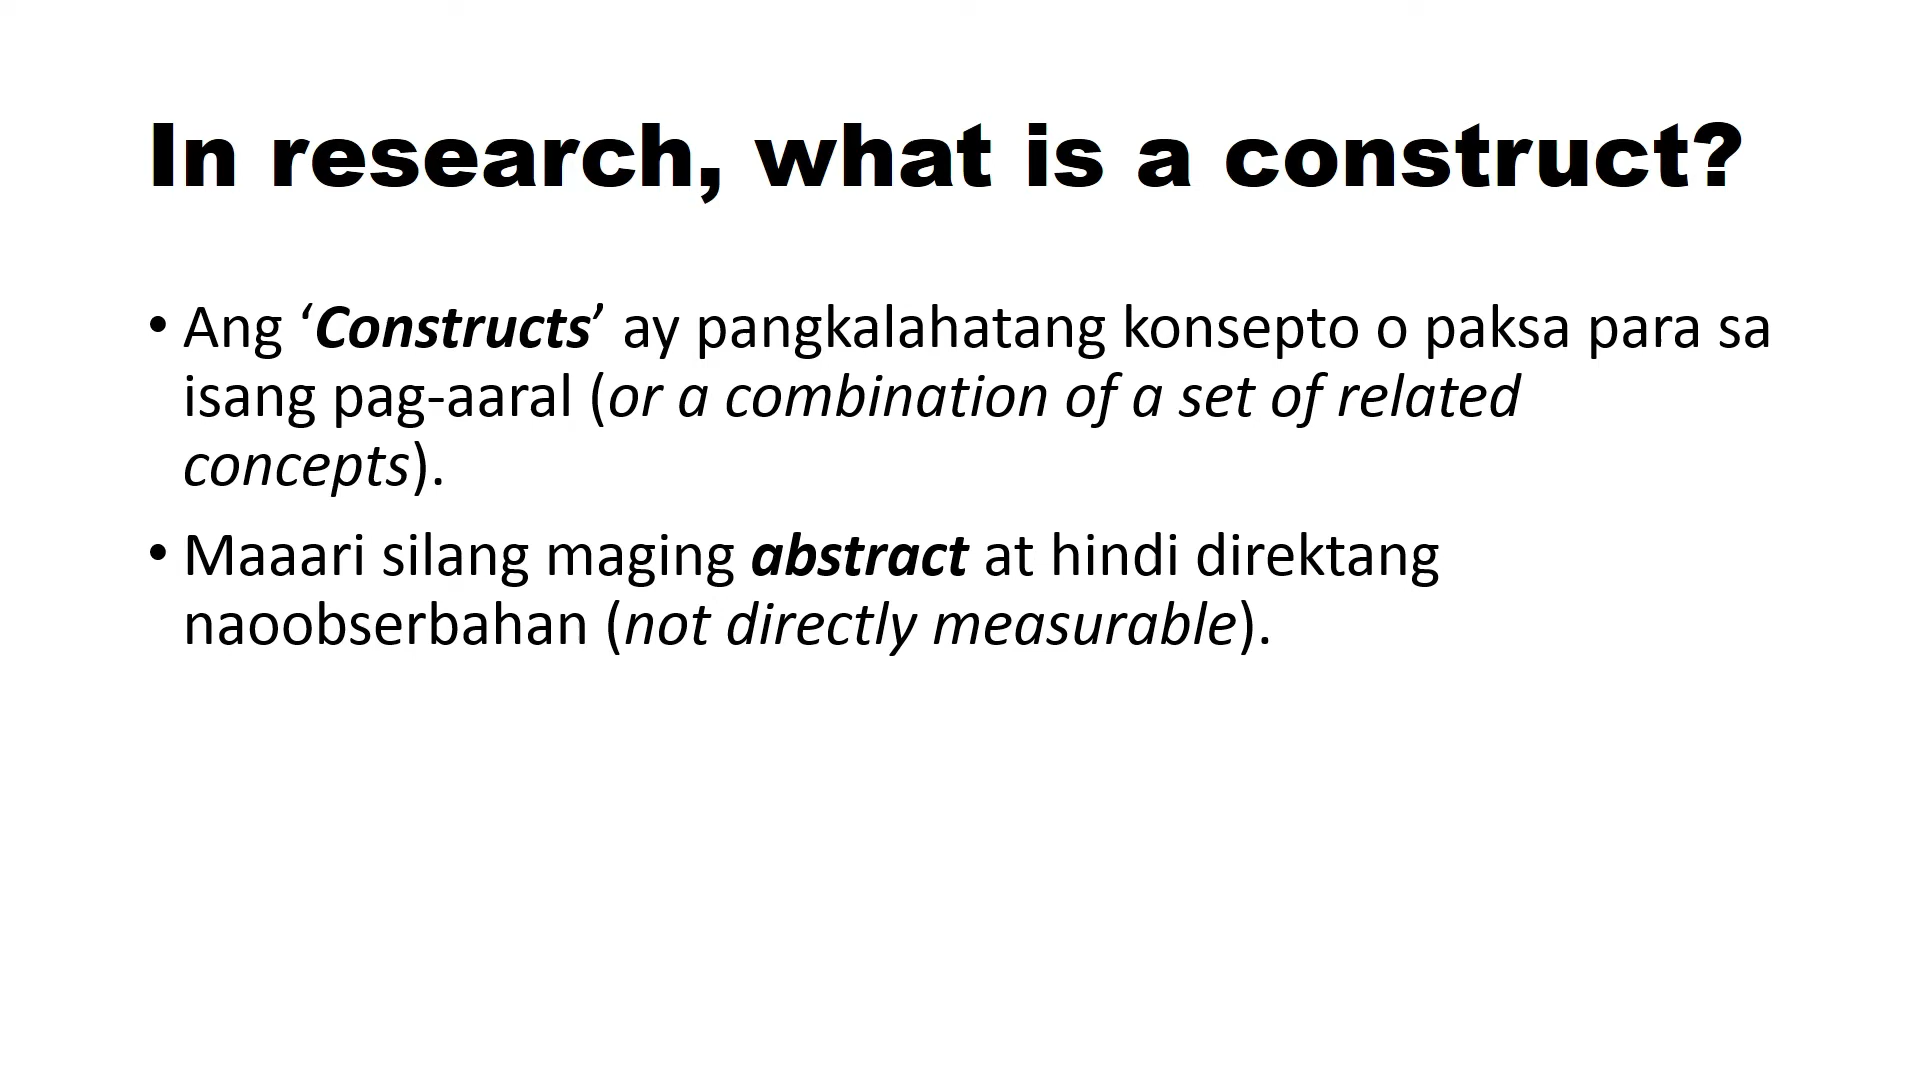 In research, what is a construct?
• Ang ‘Constructs’ ay pangkalahatang konsepto o paksa para sa
isang pag-aaral (or a combination of a set of related
concepts).
• Maaari silang maging abstract at hindi direktang
naoobserbahan (not directly measurable).